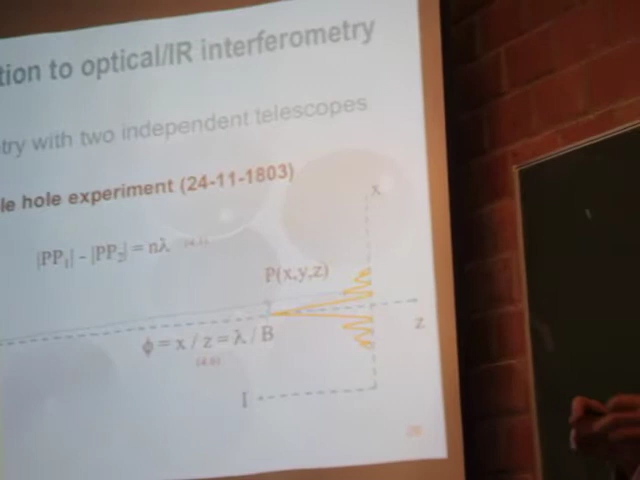 tion to optical/IR interferometry
try with two independent telescopes
le hole experiment (24-11-1803)
x
|PP₁| - |PP₂| = nλ
P(x,y,z)
z
ϕ = x / z = λ / B
I